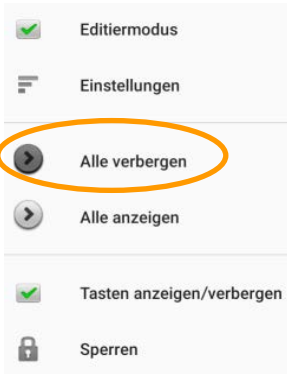 Editiermodus
Einstellungen
Alle verbergen
Alle anzeigen
Tasten anzeigen/verbergen
Sperren